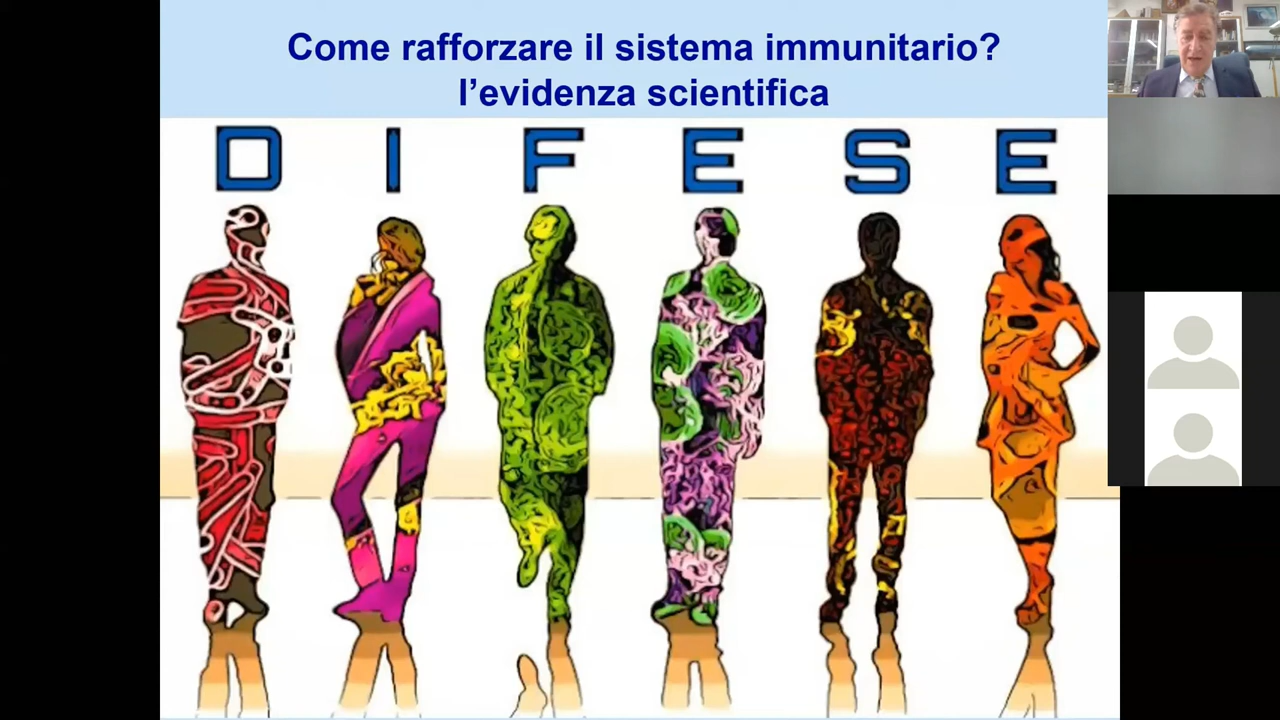 Come rafforzare il sistema immunitario?
l’evidenza scientifica
D I F E S E